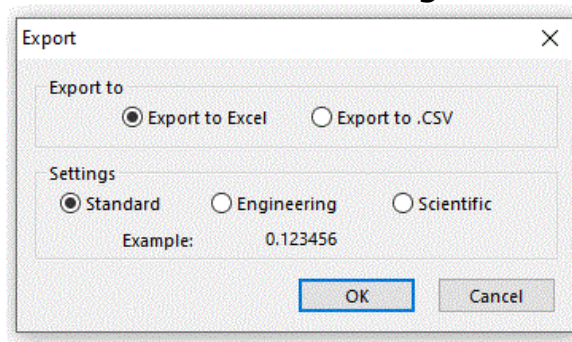 Export
Export to
Export to Excel Export to .CSV
Settings
Standard Engineering Scientific
Example: 0.123456
OK Cancel